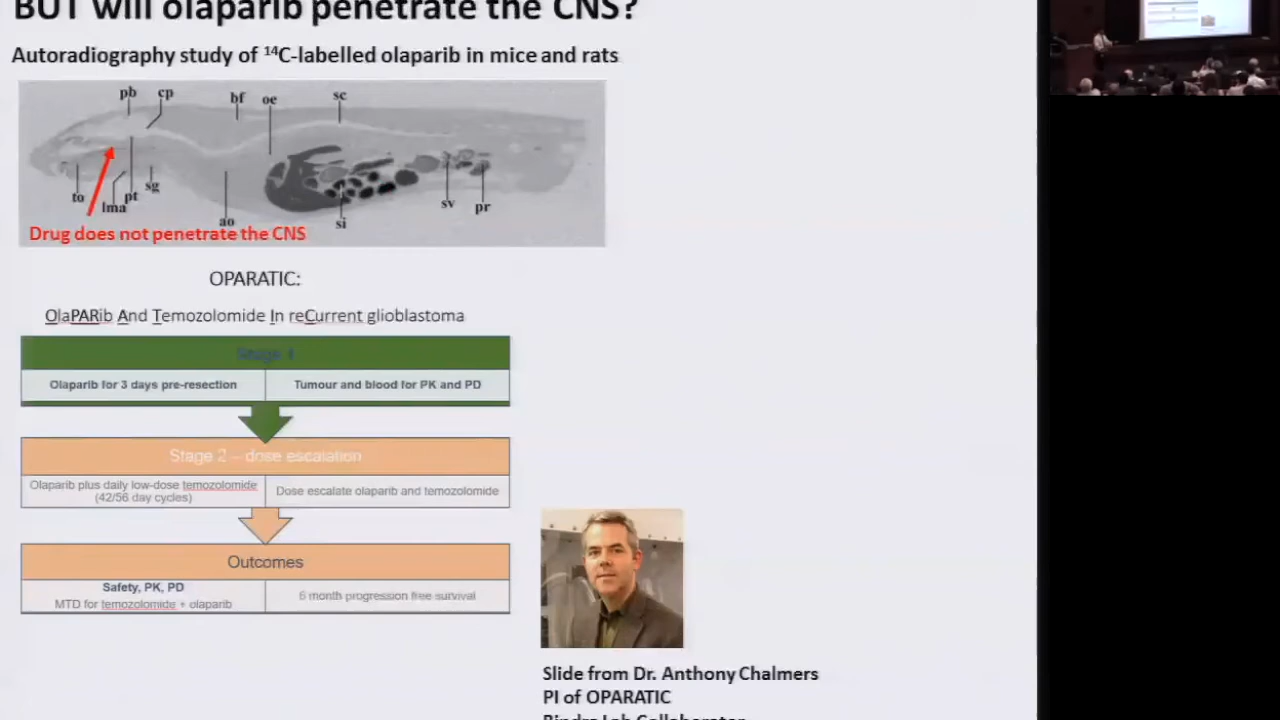 BUT will olaparib penetrate the CNS?
Autoradiography study of ¹⁴C-labelled olaparib in mice and rats
pb cp bf oe sc
to lma pt sg ao si sv pr
Drug does not penetrate the CNS
OPARATIC:
OlaPARib And Temozolomide In reCurrent glioblastoma
Stage 1
Olaparib for 3 days pre-resection
Tumour and blood for PK and PD
Stage 2 – dose escalation
Olaparib plus daily low-dose temozolomide
(42/56 day cycles)
Dose escalate olaparib and temozolomide
Outcomes
Safety, PK, PD
MTD for temozolomide + olaparib
6 month progression free survival
Slide from Dr. Anthony Chalmers
PI of OPARATIC
Bindra Lab Collaborator